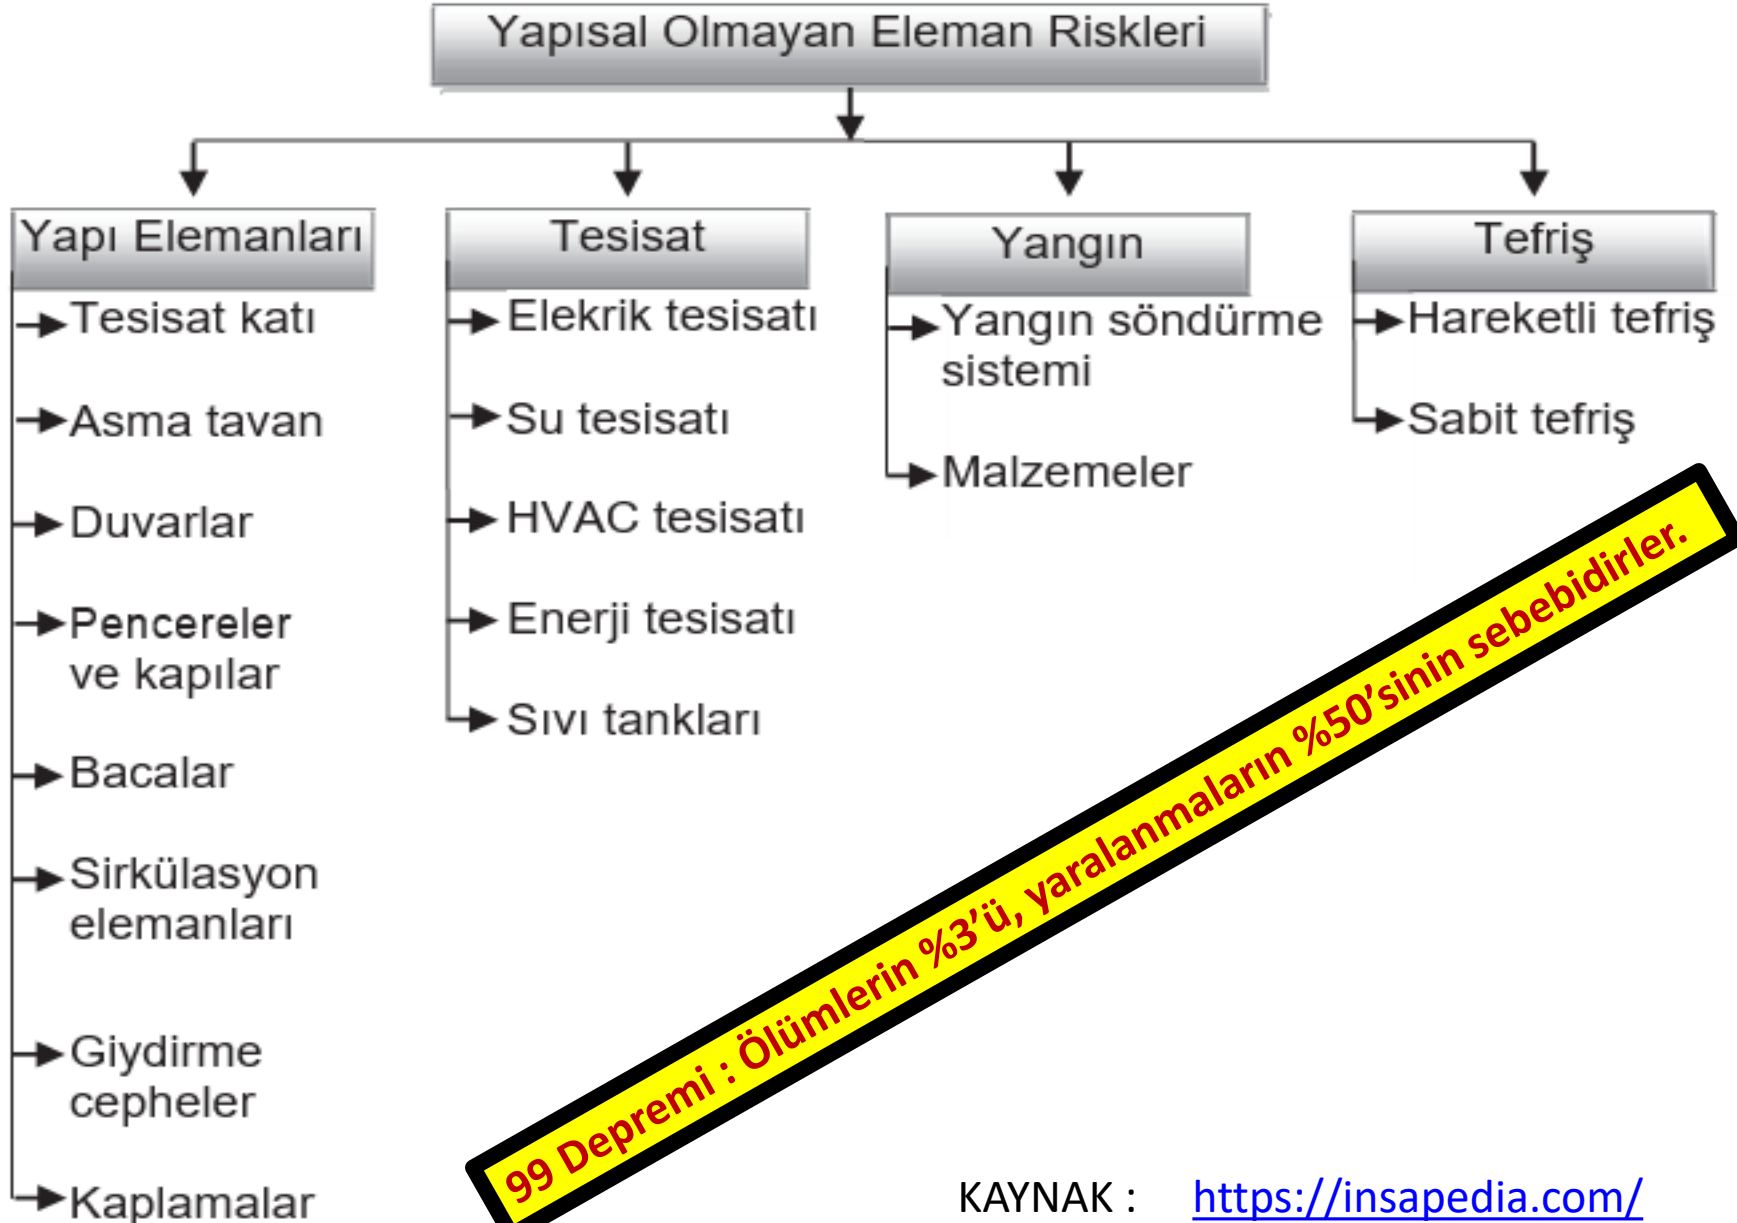 Yapısal Olmayan Eleman Riskleri
Yapı Elemanları
Tesisat katı
Asma tavan
Duvarlar
Pencereler
ve kapılar
Bacalar
Sirkülasyon
elemanları
Giydirme
cepheler
Kaplamalar
Tesisat
Elekrik tesisatı
Su tesisatı
HVAC tesisatı
Enerji tesisatı
Sıvı tankları
Yangın
Yangın söndürme
sistemi
Malzemeler
Tefriş
Hareketli tefriş
Sabit tefriş
99 Depremi : Ölümlerin %3’ü, yaralanmaların %50’sinin sebebidirler.
KAYNAK : https://insapedia.com/